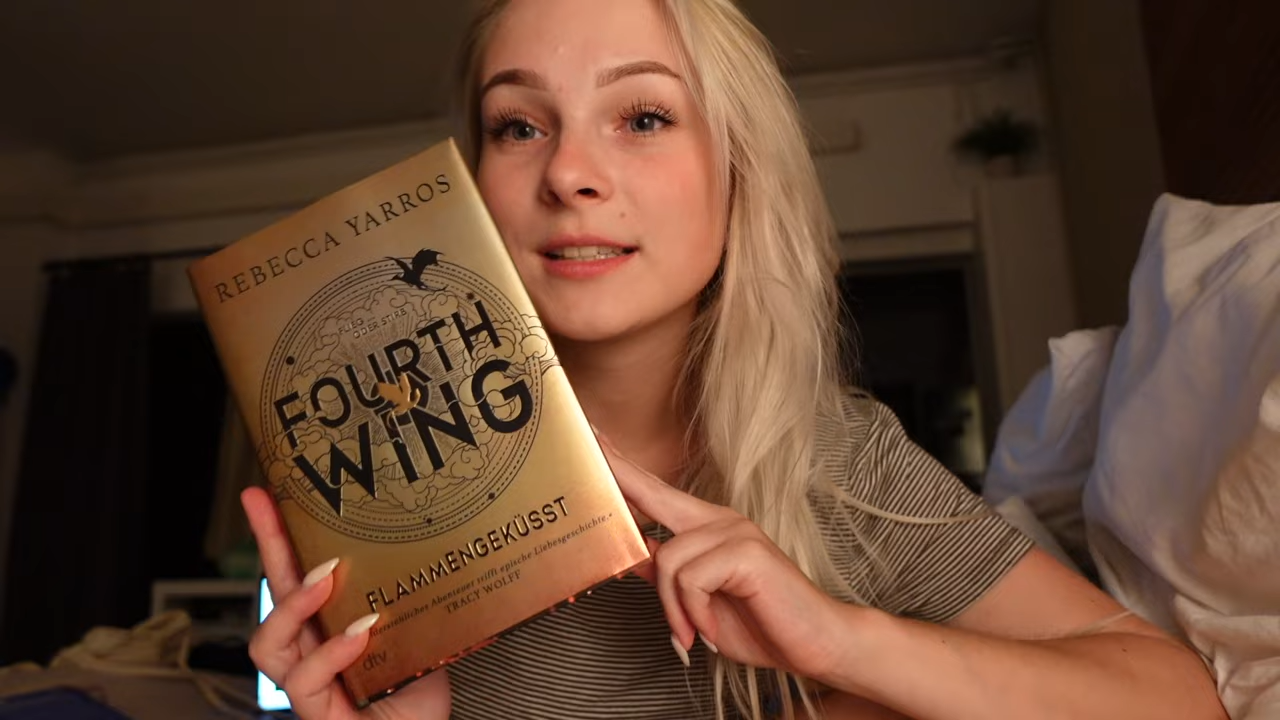 REBECCA YARROS
FLIEG...
ODER STIRB
FOURTH
WING
FLAMMENGEKÜSST
Abenteuer trifft epische Liebesgeschichte.«
TRACY WOLFF
dtv